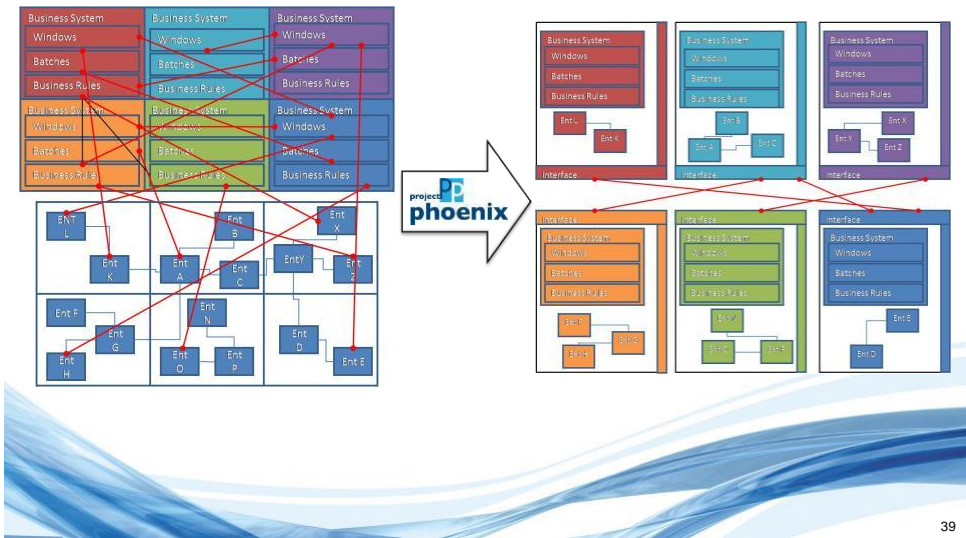 Business System
Windows
Batches
Business Rules
Business System
Windows
Batches
Business Rules
Business System
Windows
Batches
Business Rules
Business System
Windows
Batches
Business Rules
Business System
Windows
Batches
Business Rules
Business System
Windows
Batches
Business Rules
ENT
L
Ent
B
Ent
X
Ent
K
Ent
A
Ent
C
EntY
Ent
Z
Ent F
Ent
G
Ent
H
Ent
N
Ent
O
Ent
P
Ent
D
Ent E
project
phoenix
Business System
Windows
Batches
Business Rules
Ent L
Ent K
Interface
Business System
Windows
Batches
Business Rules
Ent B
Ent A
Ent C
Interface
Business System
Windows
Batches
Business Rules
Ent X
Ent Y
Ent Z
Interface
Interface
Business System
Windows
Batches
Business Rules
Interface
Business System
Windows
Batches
Business Rules
Interface
Business System
Windows
Batches
Business Rules
Ent E
Ent D
39